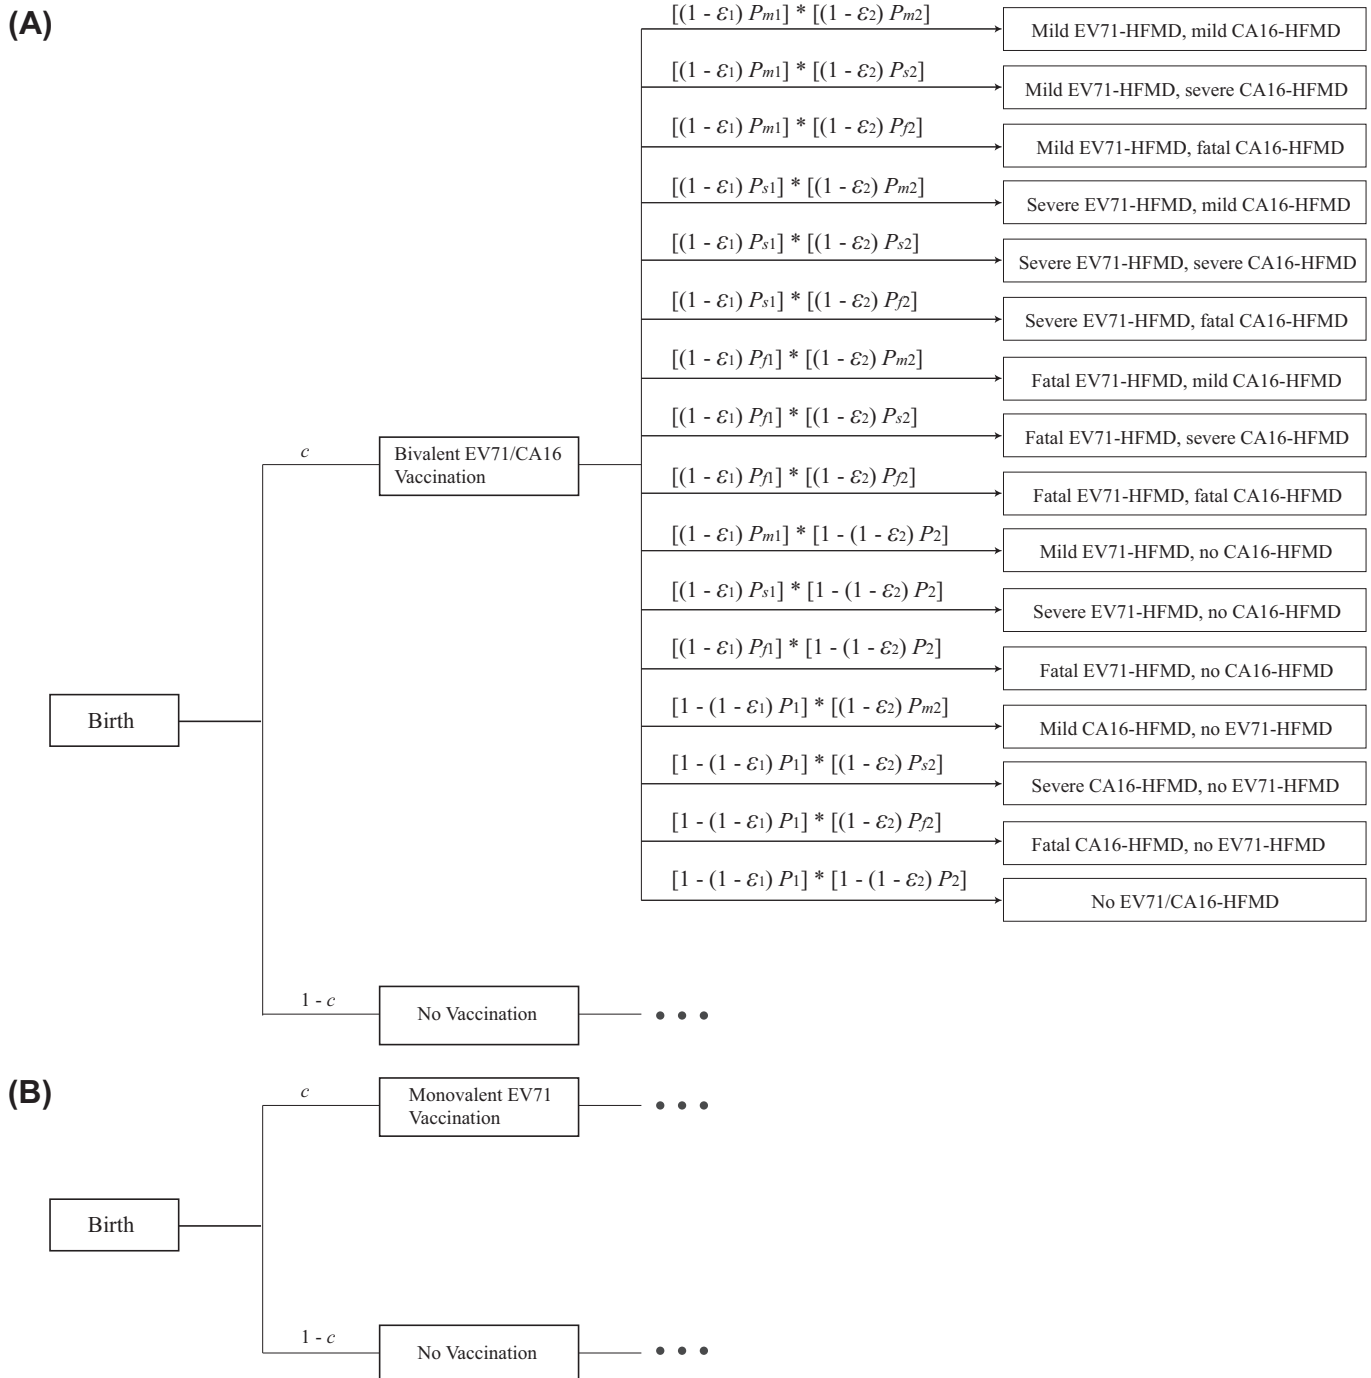 (A)
[(1 - ε1) Pm1] * [(1 - ε2) Pm2]
Mild EV71-HFMD, mild CA16-HFMD
[(1 - ε1) Pm1] * [(1 - ε2) Ps2]
Mild EV71-HFMD, severe CA16-HFMD
[(1 - ε1) Pm1] * [(1 - ε2) Pf2]
Mild EV71-HFMD, fatal CA16-HFMD
[(1 - ε1) Ps1] * [(1 - ε2) Pm2]
Severe EV71-HFMD, mild CA16-HFMD
[(1 - ε1) Ps1] * [(1 - ε2) Ps2]
Severe EV71-HFMD, severe CA16-HFMD
[(1 - ε1) Ps1] * [(1 - ε2) Pf2]
Severe EV71-HFMD, fatal CA16-HFMD
[(1 - ε1) Pf1] * [(1 - ε2) Pm2]
Fatal EV71-HFMD, mild CA16-HFMD
[(1 - ε1) Pf1] * [(1 - ε2) Ps2]
Fatal EV71-HFMD, severe CA16-HFMD
c
Bivalent EV71/CA16
Vaccination
[(1 - ε1) Pf1] * [(1 - ε2) Pf2]
Fatal EV71-HFMD, fatal CA16-HFMD
[(1 - ε1) Pm1] * [1 - (1 - ε2) P2]
Mild EV71-HFMD, no CA16-HFMD
[(1 - ε1) Ps1] * [1 - (1 - ε2) P2]
Severe EV71-HFMD, no CA16-HFMD
[(1 - ε1) Pf1] * [1 - (1 - ε2) P2]
Fatal EV71-HFMD, no CA16-HFMD
Birth
[1 - (1 - ε1) P1] * [(1 - ε2) Pm2]
Mild CA16-HFMD, no EV71-HFMD
[1 - (1 - ε1) P1] * [(1 - ε2) Ps2]
Severe CA16-HFMD, no EV71-HFMD
[1 - (1 - ε1) P1] * [(1 - ε2) Pf2]
Fatal CA16-HFMD, no EV71-HFMD
[1 - (1 - ε1) P1] * [1 - (1 - ε2) P2]
No EV71/CA16-HFMD
1 - c
No Vaccination
(B)
c
Monovalent EV71
Vaccination
Birth
1 - c
No Vaccination